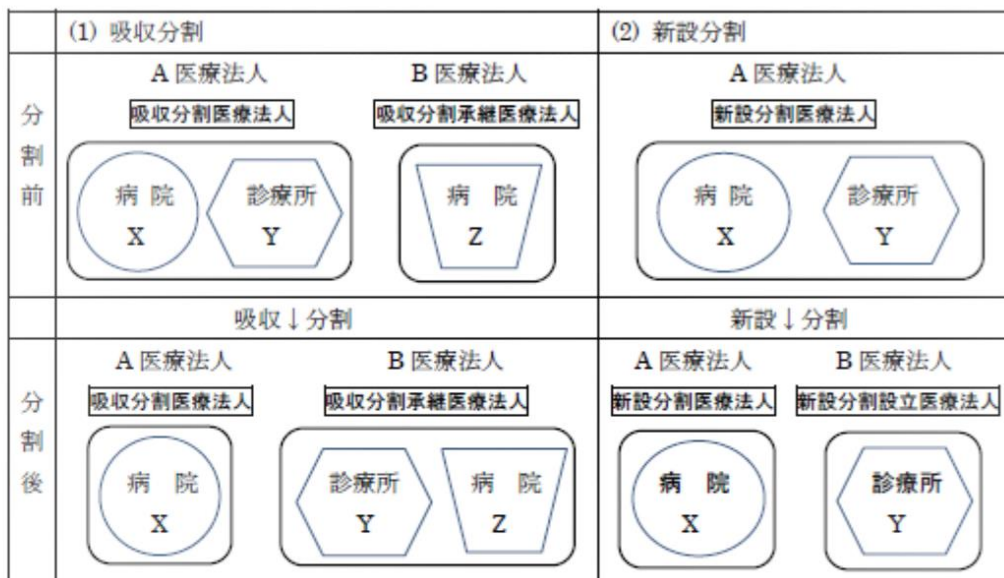 (1) 吸収分割
(2) 新設分割
分割前
A 医療法人
B 医療法人
A 医療法人
吸収分割医療法人
吸収分割承継医療法人
新設分割医療法人
病 院
X
診療所
Y
病 院
Z
病 院
X
診療所
Y
吸収↓分割
新設↓分割
分割後
A 医療法人
B 医療法人
A 医療法人
B 医療法人
吸収分割医療法人
吸収分割承継医療法人
新設分割医療法人
新設分割設立医療法人
病 院
X
診療所
Y
病 院
Z
病 院
X
診療所
Y